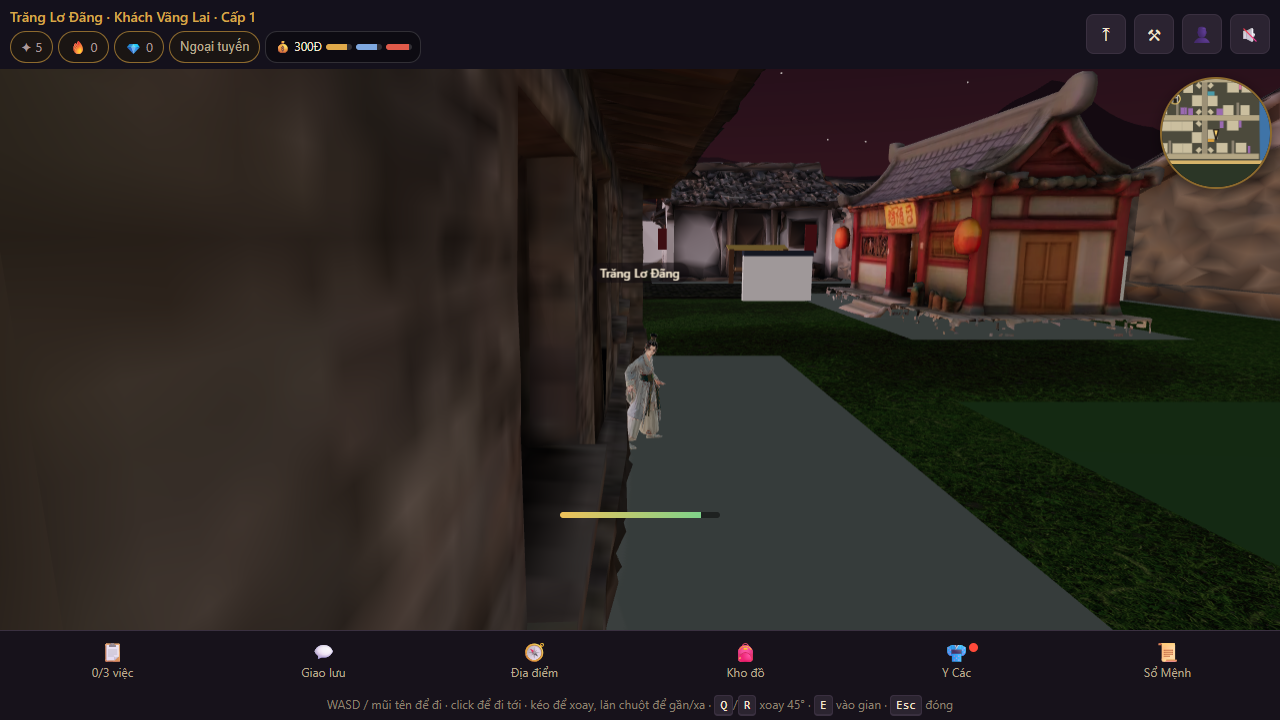 Trăng Lơ Đãng · Khách Vãng Lai · Cấp 1
5
0
0
Ngoại tuyến
300Đ
Trăng Lơ Đãng
0/3 việc
Giao lưu
Địa điểm
Kho đồ
Y Các
Sổ Mệnh
WASD / mũi tên để đi · click để đi tới · kéo để xoay, lăn chuột để gần/xa · Q / R xoay 45° · E vào gian · Esc đóng